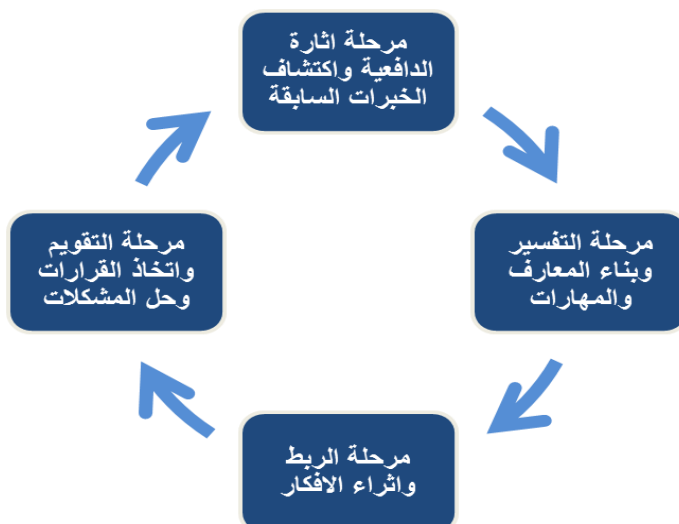 مرحلة اثارة
الدافعية واكتشاف
الخبرات السابقة
مرحلة التفسير
وبناء المعارف
والمهارات
مرحلة الربط
واثراء الافكار
مرحلة التقويم
واتخاذ القرارات
وحل المشكلات